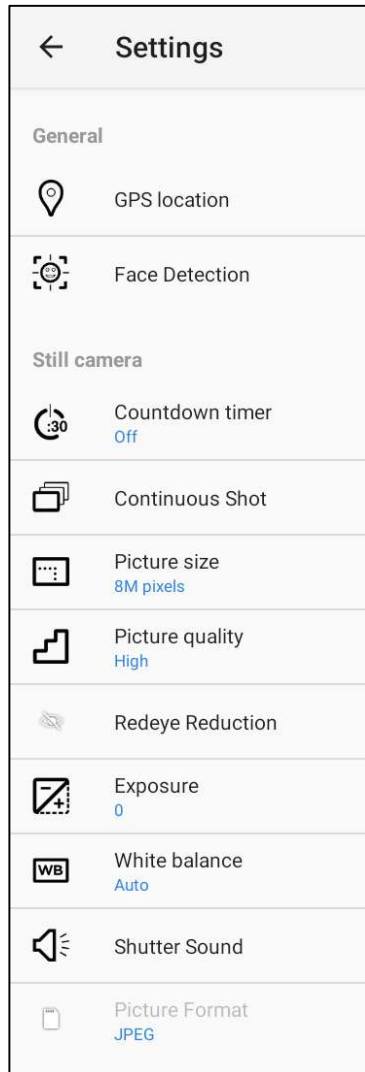 Settings
General
GPS location
Face Detection
Still camera
:30
Countdown timer
Off
Continuous Shot
Picture size
8M pixels
Picture quality
High
Redeye Reduction
Exposure
0
WB
White balance
Auto
Shutter Sound
Picture Format
JPEG